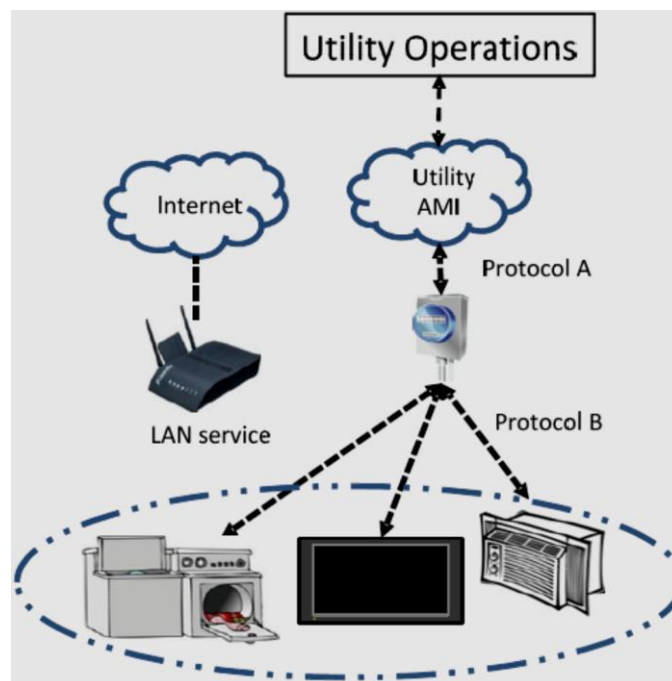 Utility Operations
Internet
Utility
AMI
Protocol A
LAN service
Protocol B